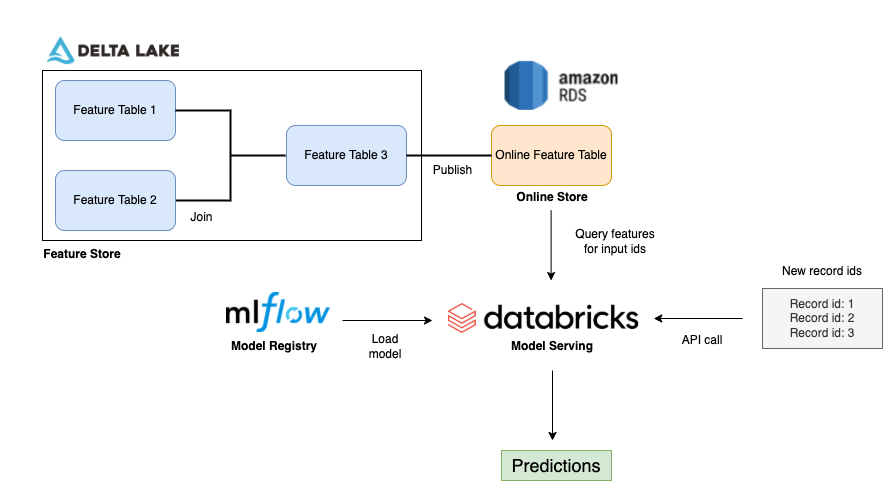 DELTA LAKE
Feature Table 1
Feature Table 2
Join
Feature Table 3
Feature Store
Publish
amazon
RDS
Online Feature Table
Online Store
Query features
for input ids
New record ids
Record id: 1
Record id: 2
Record id: 3
API call
mlflow
Model Registry
Load
model
databricks
Model Serving
Predictions